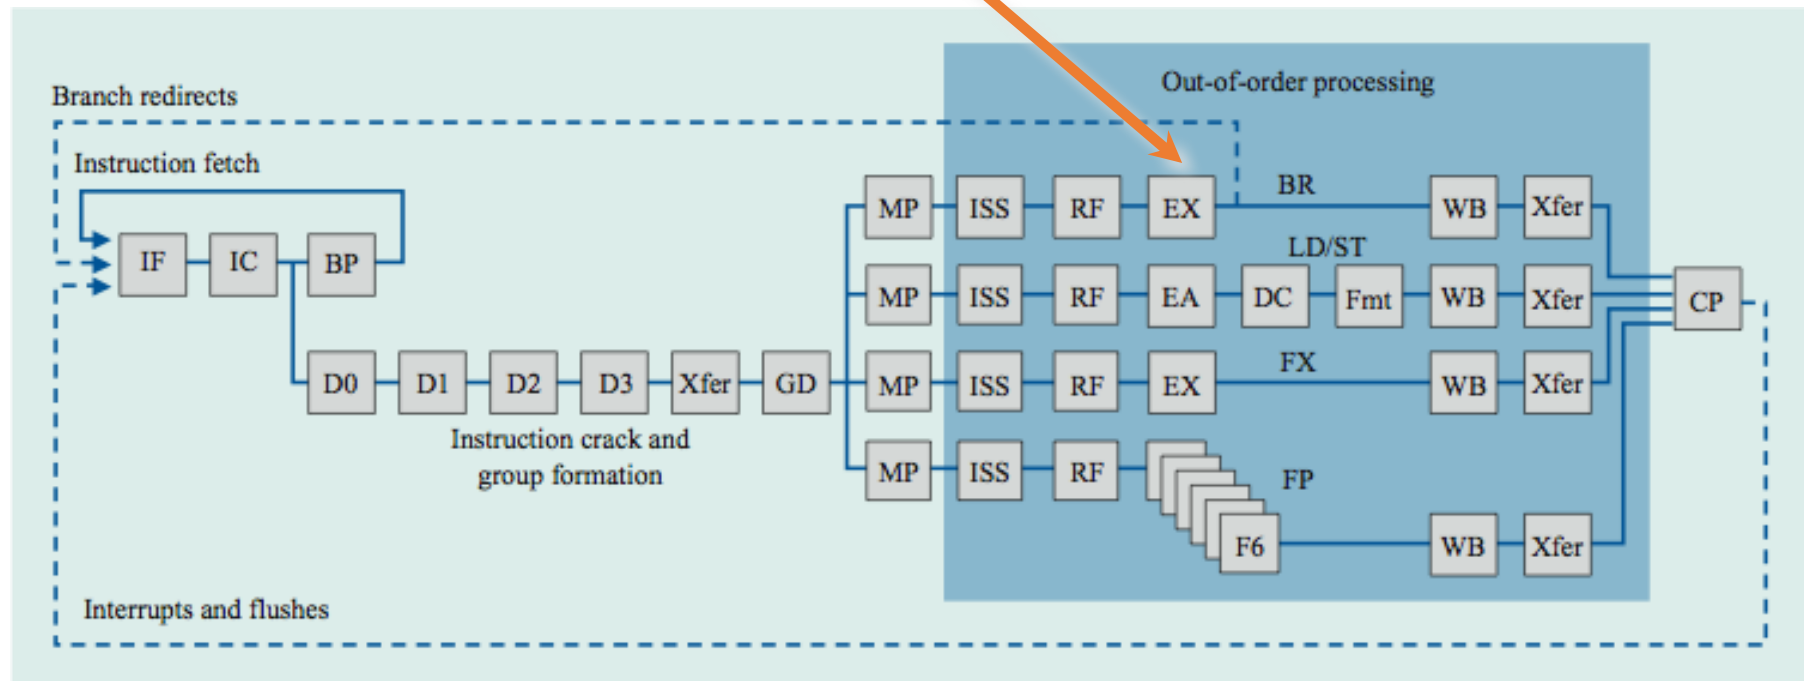 Out-of-order processing
Branch redirects
Instruction fetch
MP ISS RF EX BR WB Xfer
IF IC BP
LD/ST
MP ISS RF EA DC Fmt WB Xfer CP
D0 D1 D2 D3 Xfer GD MP ISS RF EX FX WB Xfer
Instruction crack and
group formation
MP ISS RF FP
F6 WB Xfer
Interrupts and flushes